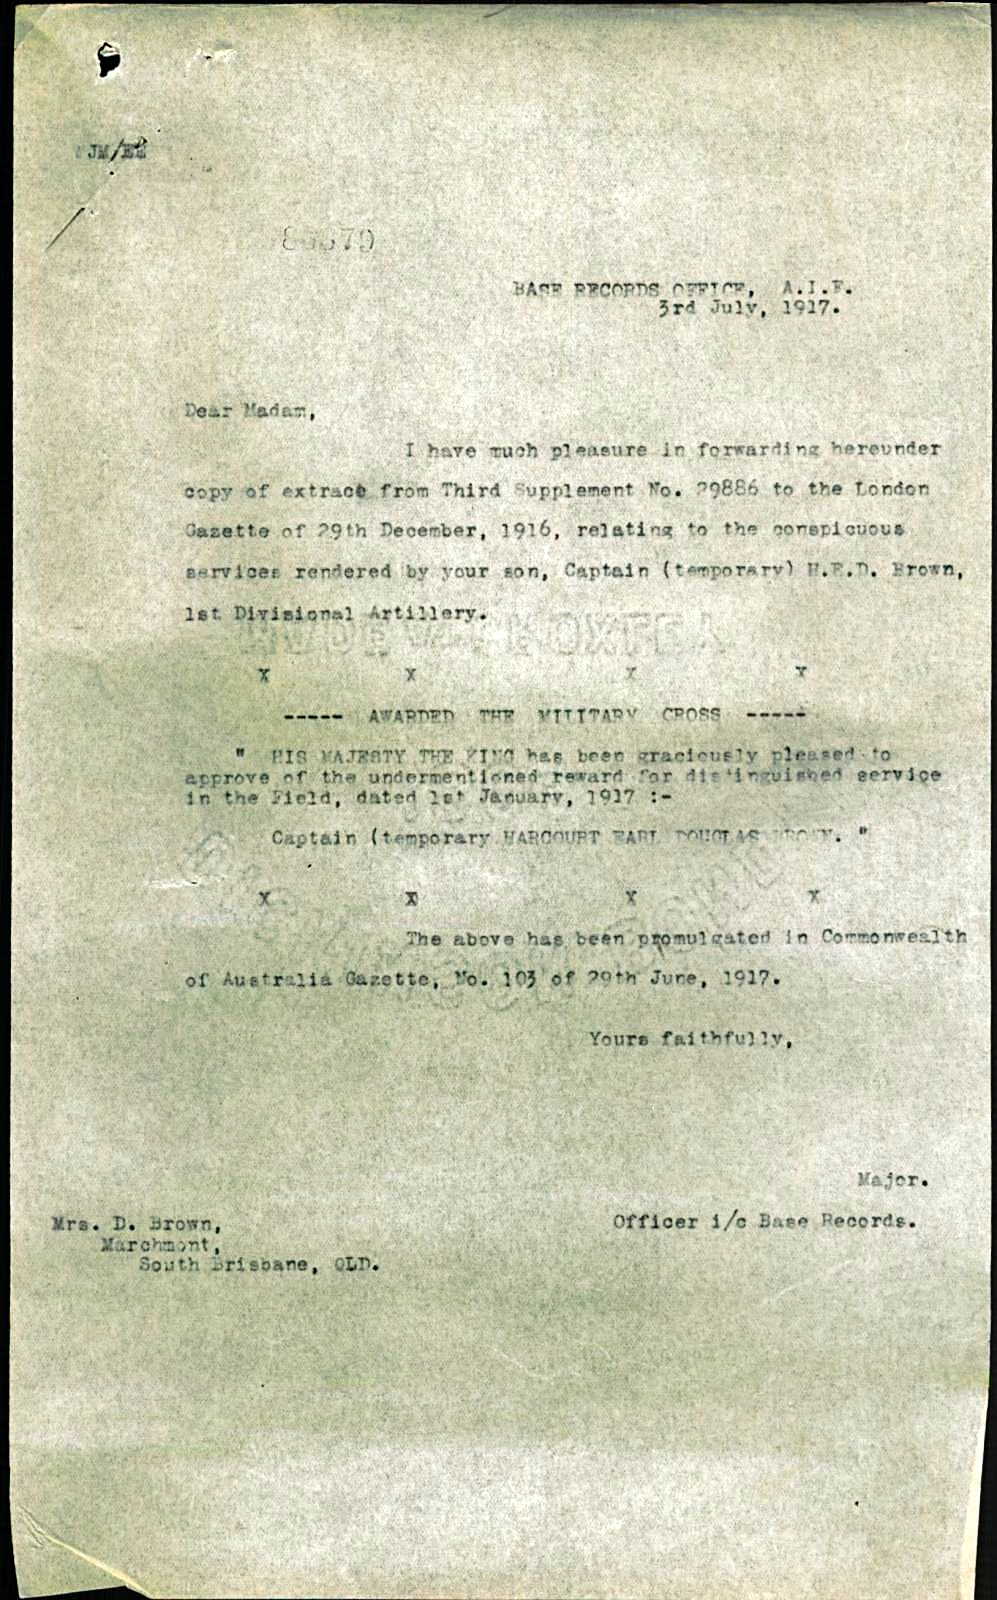 JM/EE
BASE RECORDS OFFICE, A.I.F.
3rd July, 1917.
Dear Madam,
I have much pleasure in forwarding hereunder
copy of extract from Third Supplement No. 29886 to the London
Gazette of 29th December, 1916, relating to the conspicuous
services rendered by your son, Captain (temporary) H.E.D. Brown,
1st Divisional Artillery.
X X X X
----- AWARDED THE MILITARY CROSS -----
" HIS MAJESTY THE KING has been graciously pleased to
approve of the undermentioned reward for distinguished service
in the Field, dated 1st January, 1917 :-
Captain (temporary HARCOURT EARL DOUGLAS BROWN. "
X X X X
The above has been promulgated in Commonwealth
of Australia Gazette, No. 103 of 29th June, 1917.
Yours faithfully,
Major.
Officer i/c Base Records.
Mrs. D. Brown,
Marchmont,
South Brisbane, QLD.